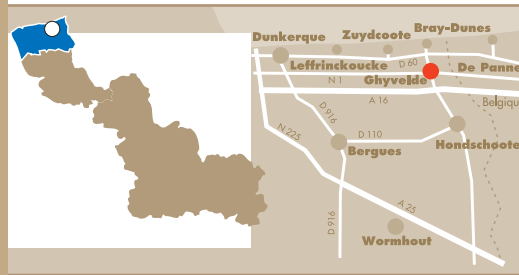 Bray-Dunes
Dunkerque
Zuydcoote
Leffrinckoucke
D 60
De Panne
N 1
Ghyvelde
A 16
Belgiqu
D 916
N 225
D 110
Bergues
Hondschoote
A 25
D 916
Wormhout